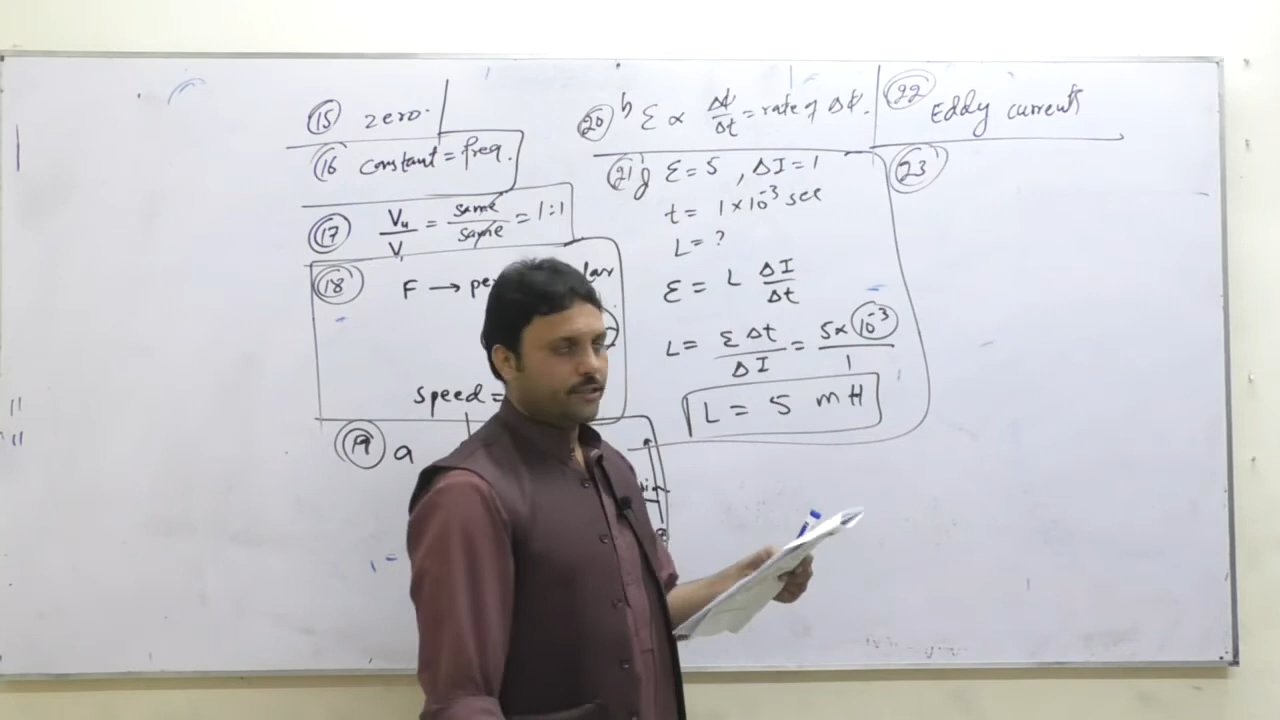 (15) zero.
(16) constant = freq.
(17) V₄/V₁ = same/same = 1:1
(18) F → pe
lar
speed =
(19) a
(20) b ε ∝ Δϕ/Δt = rate of Δϕ.
(21) ε = 5 , ΔI = 1
t = 1 × 10⁻³ sec
L = ?
ε = L ΔI/Δt
L = εΔt/ΔI = 5 × 10⁻³/1
L = 5 mH
(22) Eddy currents
(23)